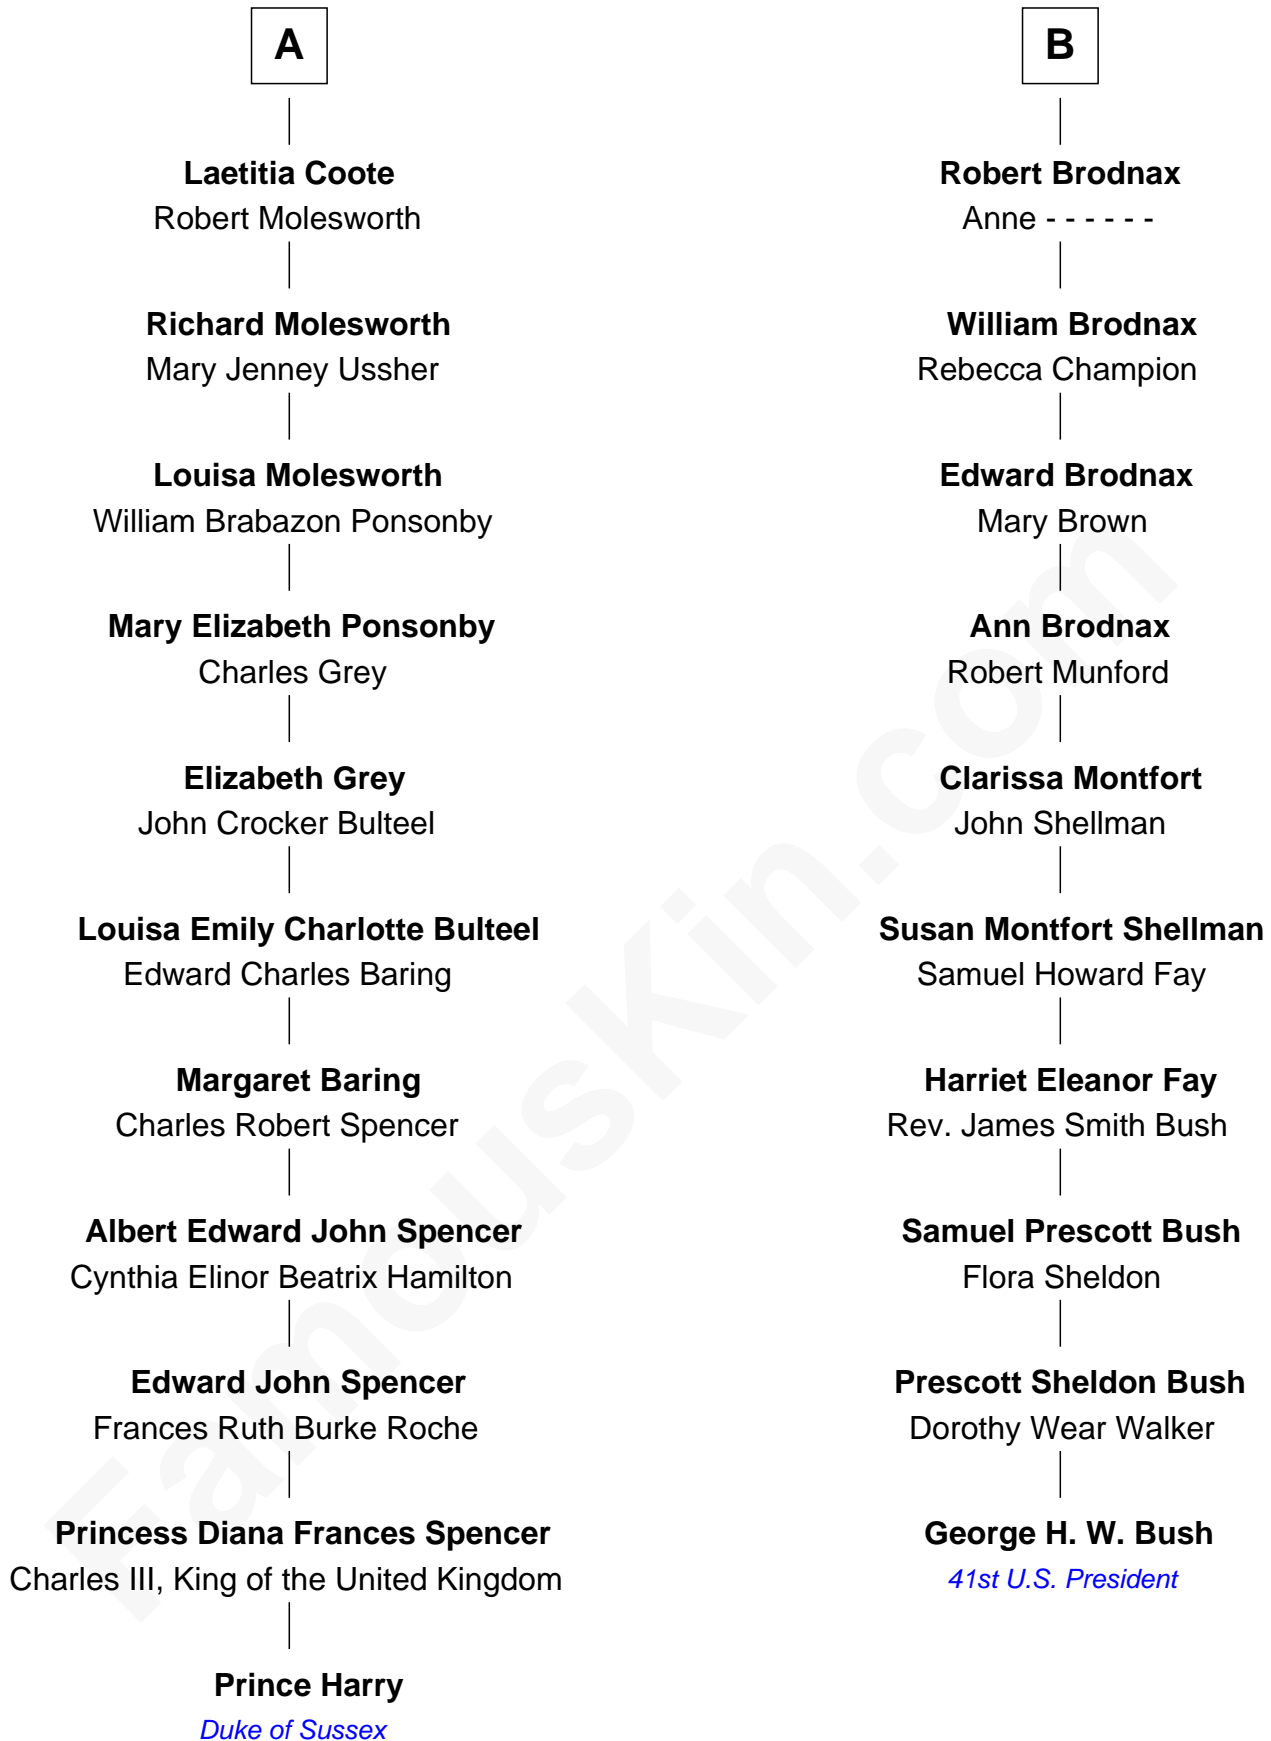 A
Laetitia Coote
Robert Molesworth
Richard Molesworth
Mary Jenney Ussher
Louisa Molesworth
William Brabazon Ponsonby
Mary Elizabeth Ponsonby
Charles Grey
Elizabeth Grey
John Crocker Bulteel
Louisa Emily Charlotte Bulteel
Edward Charles Baring
Margaret Baring
Charles Robert Spencer
Albert Edward John Spencer
Cynthia Elinor Beatrix Hamilton
Edward John Spencer
Frances Ruth Burke Roche
Princess Diana Frances Spencer
Charles III, King of the United Kingdom
Prince Harry
Duke of Sussex
B
Robert Brodnax
Anne - - - - - -
William Brodnax
Rebecca Champion
Edward Brodnax
Mary Brown
Ann Brodnax
Robert Munford
Clarissa Montfort
John Shellman
Susan Montfort Shellman
Samuel Howard Fay
Harriet Eleanor Fay
Rev. James Smith Bush
Samuel Prescott Bush
Flora Sheldon
Prescott Sheldon Bush
Dorothy Wear Walker
George H. W. Bush
41st U.S. President
FamousKin.com